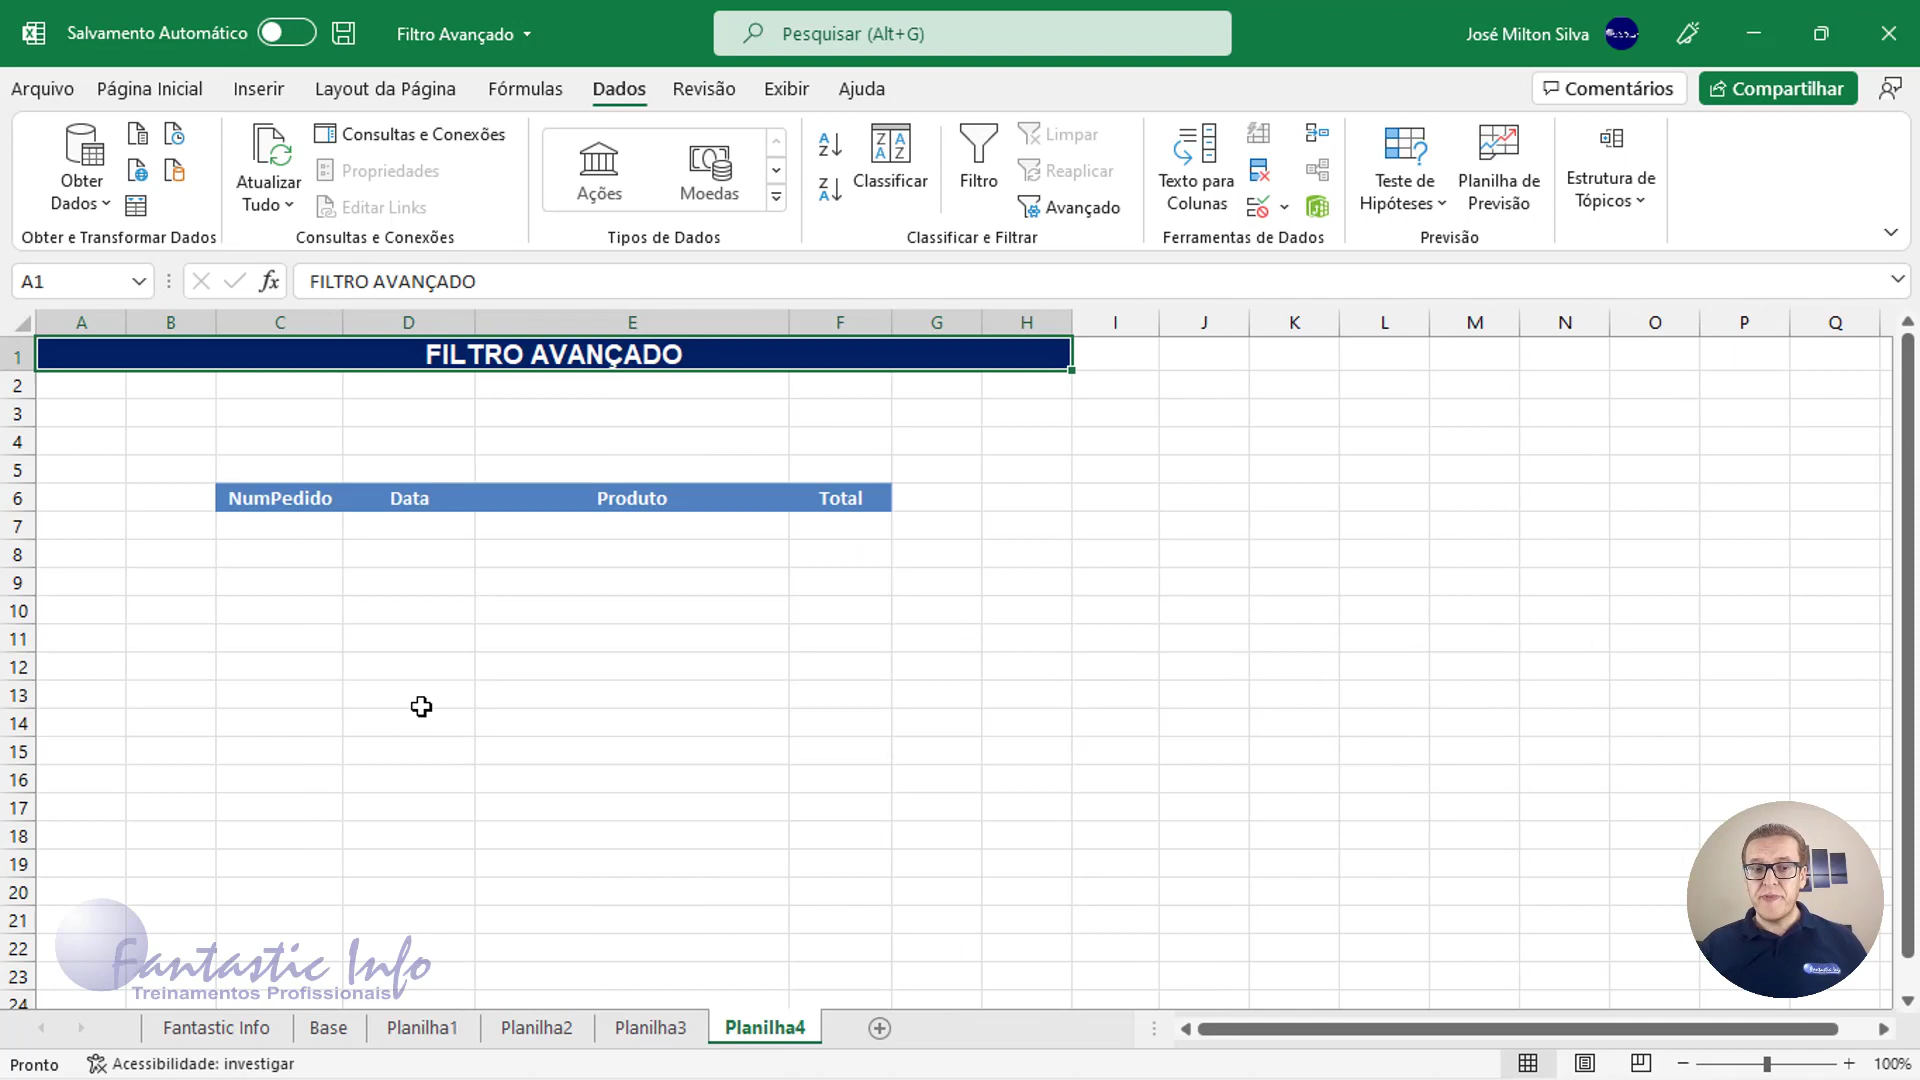 Salvamento Automático
Filtro Avançado
Pesquisar (Alt+G)
José Milton Silva
Arquivo
Página Inicial
Inserir
Layout da Página
Fórmulas
Dados
Revisão
Exibir
Ajuda
Comentários
Compartilhar
Obter
Dados
Obter e Transformar Dados
Atualizar
Tudo
Consultas e Conexões
Propriedades
Editar Links
Consultas e Conexões
Ações
Moedas
Tipos de Dados
Classificar
Filtro
Limpar
Reaplicar
Avançado
Classificar e Filtrar
Texto para
Colunas
Ferramentas de Dados
Teste de
Hipóteses
Planilha de
Previsão
Previsão
Estrutura de
Tópicos
A1
fx
FILTRO AVANÇADO
A B C D E F G H I J K L M N O P Q
1 FILTRO AVANÇADO
2
3
4
5
6 NumPedido Data Produto Total
7
8
9
10
11
12
13
14
15
16
17
18
19
20
21
22
23
24
Fantastic Info
Treinamentos Profissionais
Fantastic Info
Base
Planilha1
Planilha2
Planilha3
Planilha4
Pronto
Acessibilidade: investigar
100%